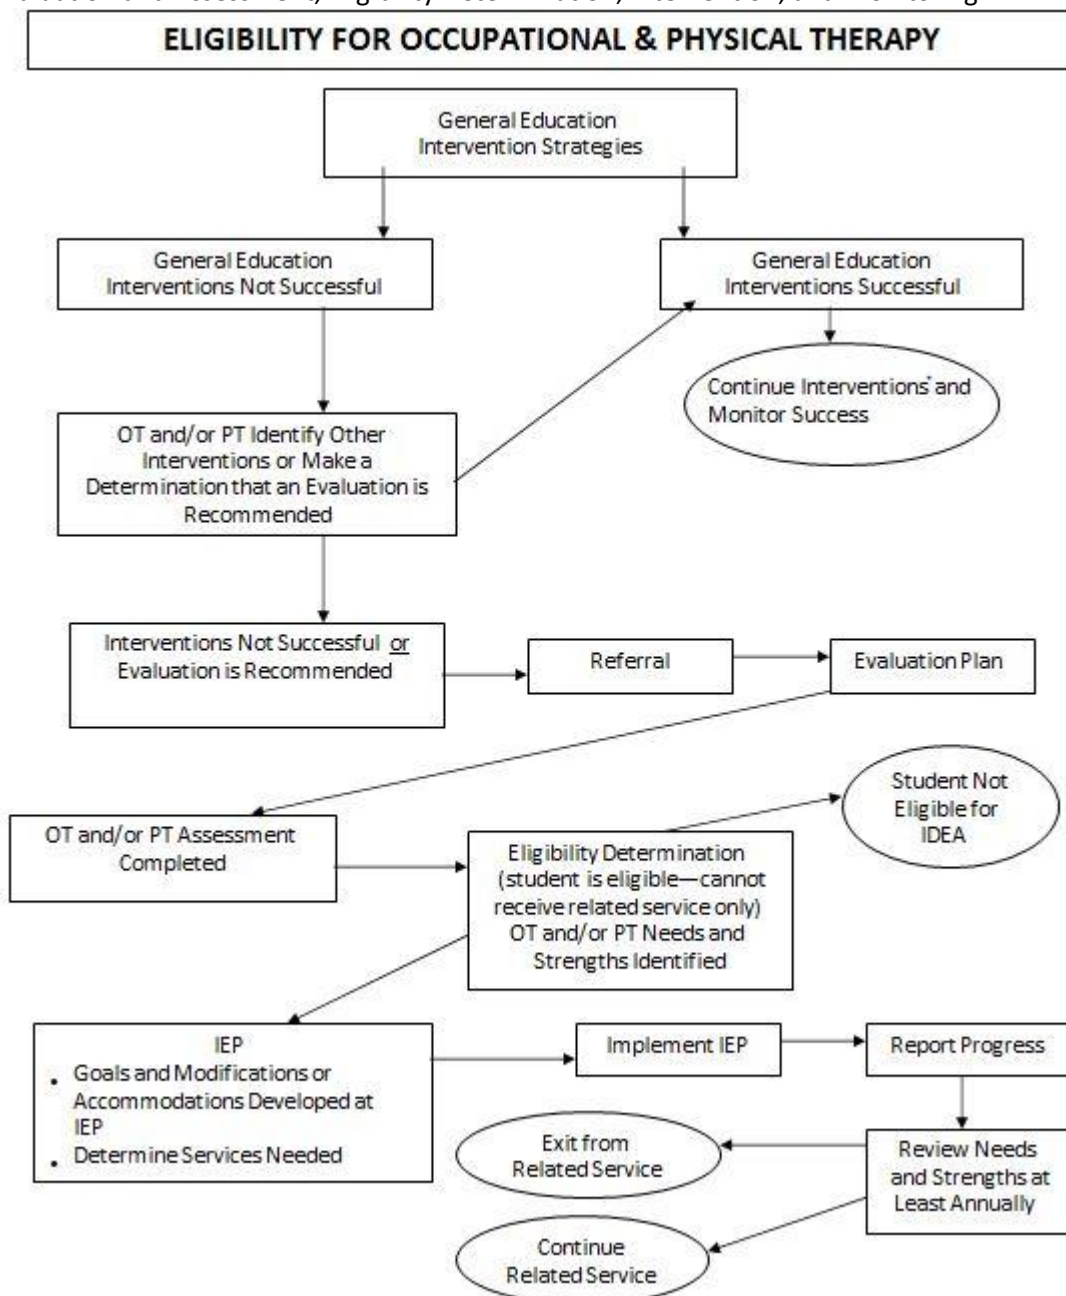 ELIGIBILITY FOR OCCUPATIONAL & PHYSICAL THERAPY
General Education
Intervention Strategies
General Education
Interventions Not Successful
General Education
Interventions Successful
Continue Interventions and
Monitor Success
OT and/or PT Identify Other
Interventions or Make a
Determination that an Evaluation is
Recommended
Interventions Not Successful or
Evaluation is Recommended
Referral
Evaluation Plan
Student Not
Eligible for
IDEA
OT and/or PT Assessment
Completed
Eligibility Determination
(student is eligible—cannot
receive related service only)
OT and/or PT Needs and
Strengths Identified
IEP
• Goals and Modifications or
Accommodations Developed at
IEP
• Determine Services Needed
Implement IEP
Report Progress
Exit from
Related Service
Review Needs
and Strengths at
Least Annually
Continue
Related Service